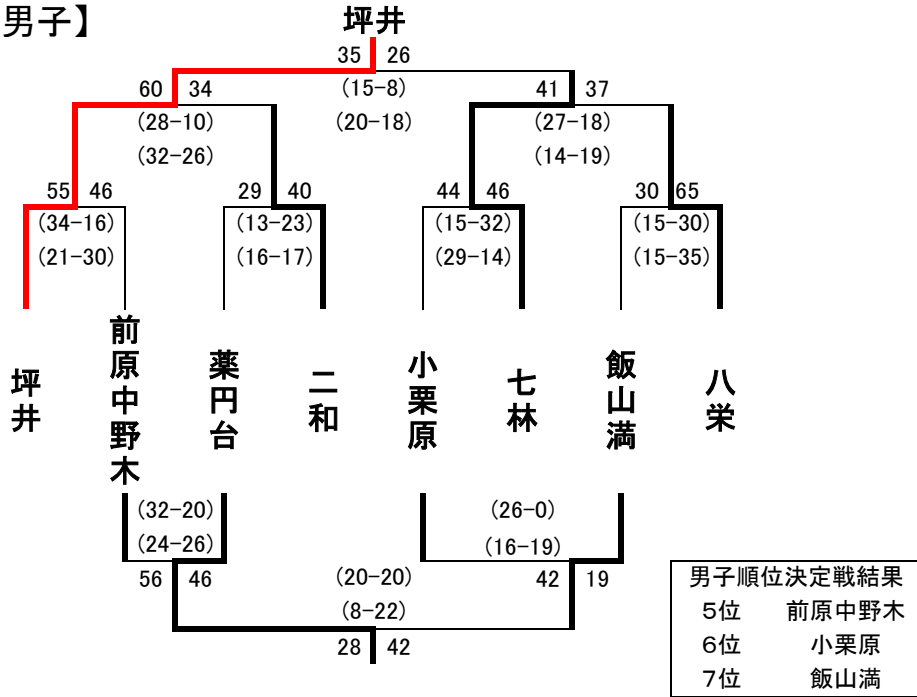 男子】
坪井
35 26
60 34 (15−8) 41 37
(28−10) (20−18) (27−18)
(32−26) (14−19)
55 46 29 40 44 46 30 65
(34−16) (13−23) (15−32) (15−30)
(21−30) (16−17) (29−14) (15−35)
坪井
前原中野木
薬円台
二和
小栗原
七林
飯山満
八栄
(32−20) (26−0)
(24−26) (16−19)
56 46 (20−20) 42 19
(8−22)
28 42
男子順位決定戦結果
5位 前原中野木
6位 小栗原
7位 飯山満